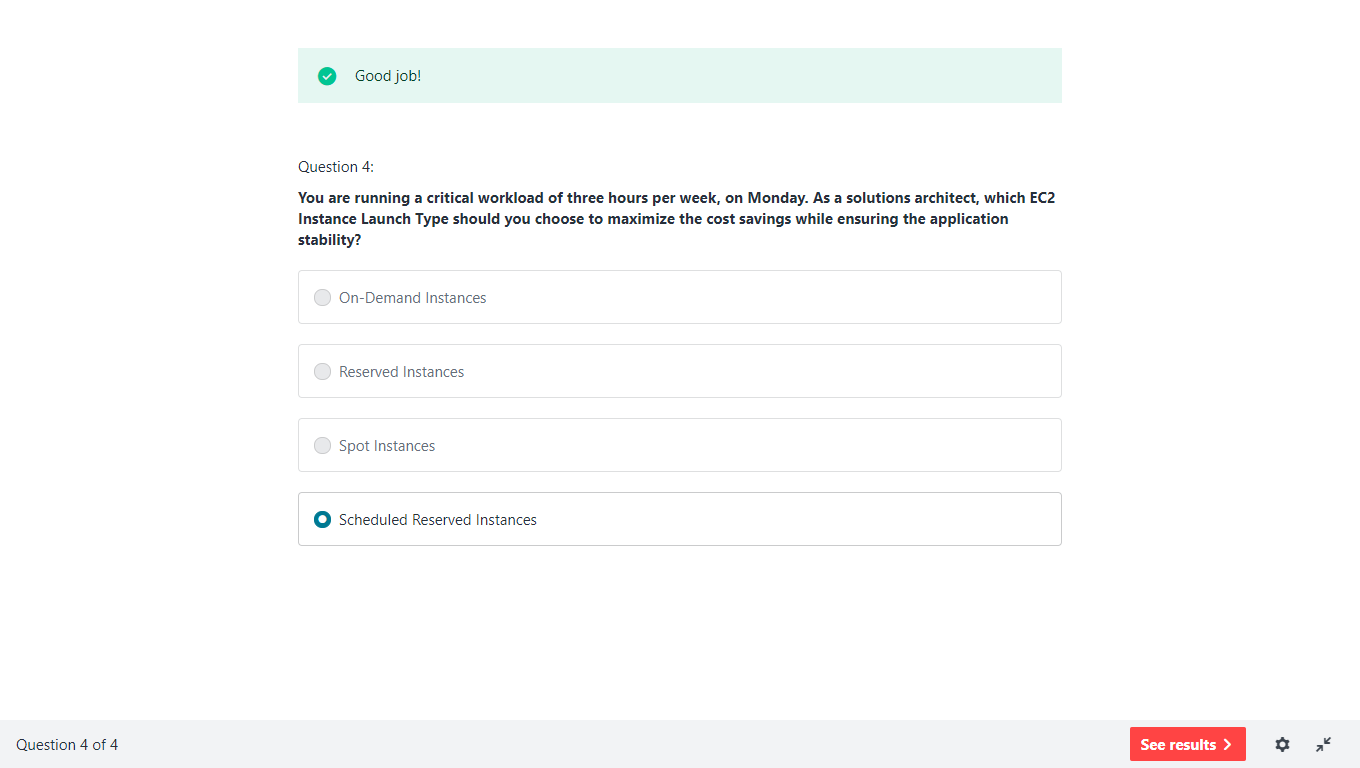 Good job!
Question 4:
You are running a critical workload of three hours per week, on Monday. As a solutions architect, which EC2
Instance Launch Type should you choose to maximize the cost savings while ensuring the application
stability?
On-Demand Instances
Reserved Instances
Spot Instances
Scheduled Reserved Instances
Question 4 of 4
See results